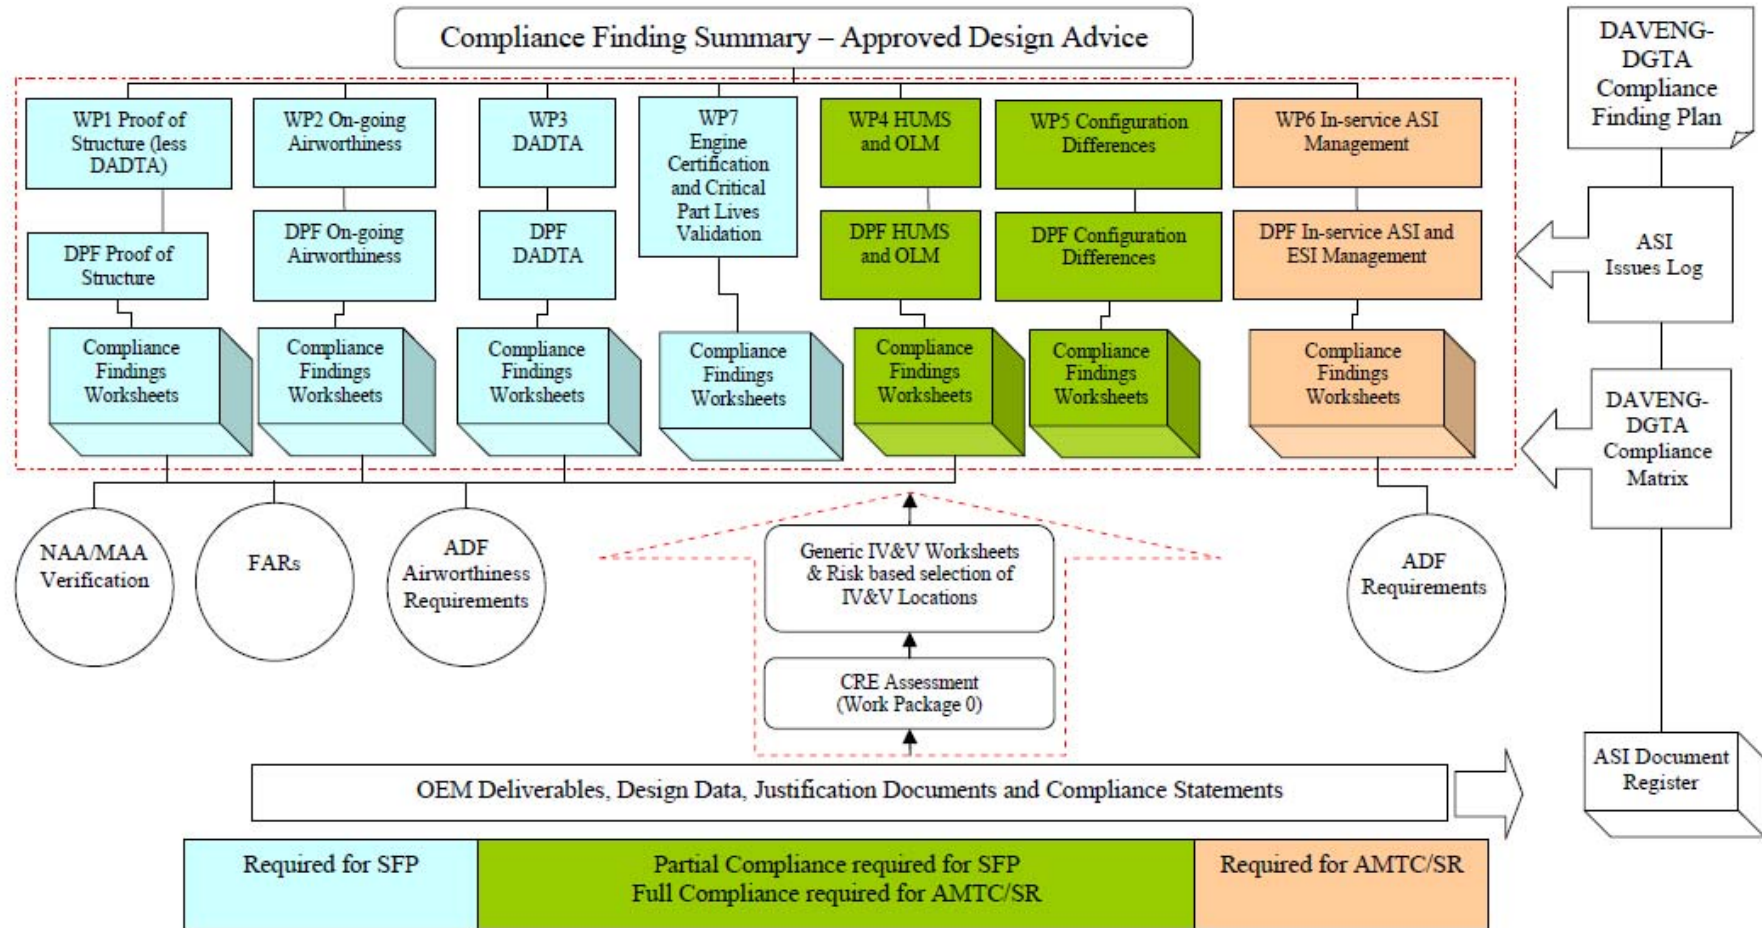 Compliance Finding Summary – Approved Design Advice
DAVENG-
DGTA
Compliance
Finding Plan
WP1 Proof of
Structure (less
DADTA)
WP2 On-going
Airworthiness
WP3
DADTA
WP7
Engine
Certification
and Critical
Part Lives
Validation
WP4 HUMS
and OLM
WP5 Configuration
Differences
WP6 In-service ASI
Management
DPF Proof of
Structure
DPF On-going
Airworthiness
DPF
DADTA
DPF HUMS
and OLM
DPF Configuration
Differences
DPF In-service ASI and
ESI Management
ASI
Issues Log
Compliance
Findings
Worksheets
Compliance
Findings
Worksheets
Compliance
Findings
Worksheets
Compliance
Findings
Worksheets
Compliance
Findings
Worksheets
Compliance
Findings
Worksheets
Compliance
Findings
Worksheets
DAVENG-
DGTA
Compliance
Matrix
NAA/MAA
Verification
FARs
ADF
Airworthiness
Requirements
Generic IV&V Worksheets
& Risk based selection of
IV&V Locations
ADF
Requirements
CRE Assessment
(Work Package 0)
OEM Deliverables, Design Data, Justification Documents and Compliance Statements
ASI Document
Register
Required for SFP
Partial Compliance required for SFP
Full Compliance required for AMTC/SR
Required for AMTC/SR